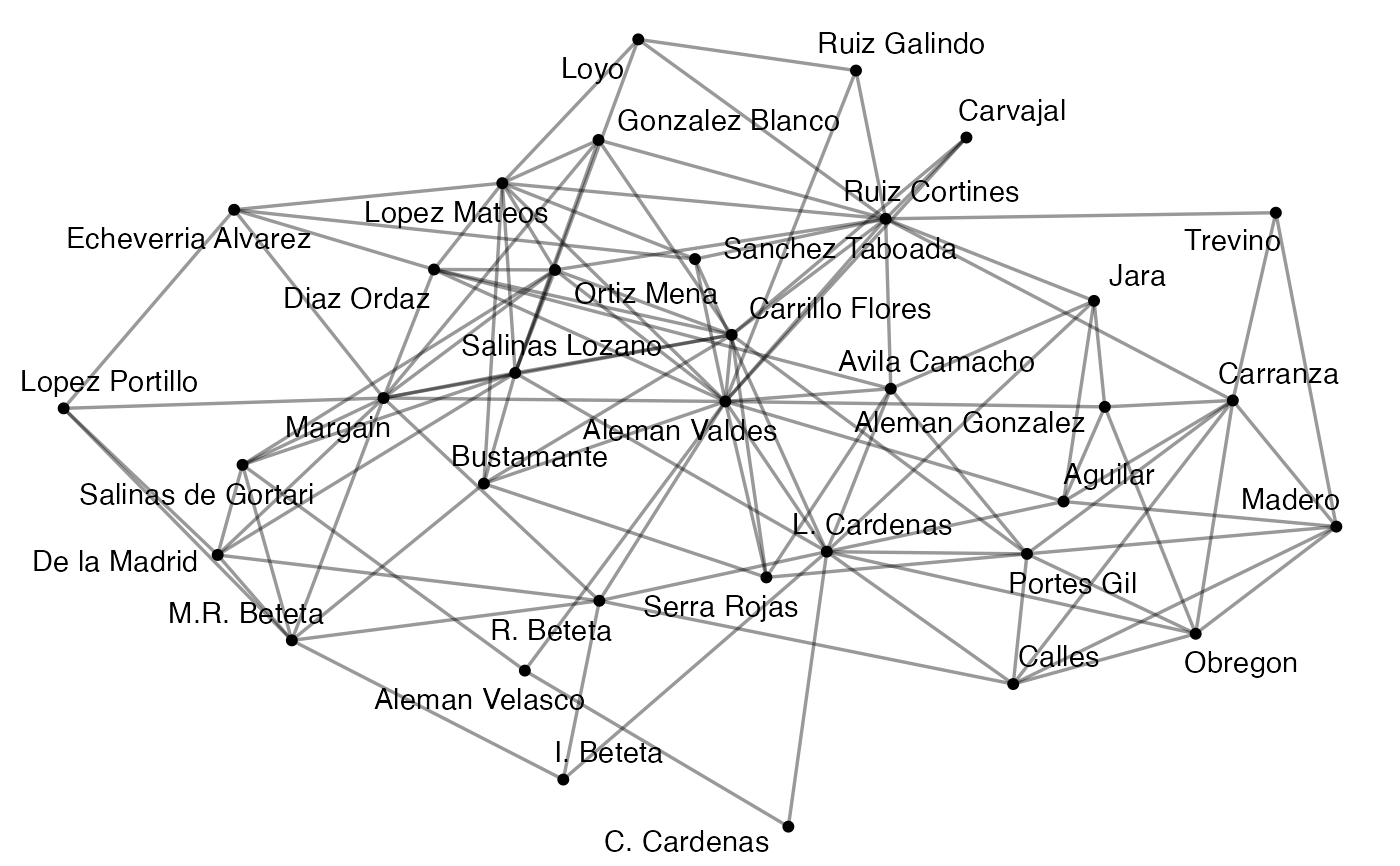 Ruiz Galindo
Loyo
Carvajal
Gonzalez Blanco
Ruiz Cortines
Lopez Mateos
Echeverria Alvarez
Trevino
Sanchez Taboada
Jara
Diaz Ordaz
Ortiz Mena
Carrillo Flores
Salinas Lozano
Avila Camacho
Carranza
Lopez Portillo
Aleman Gonzalez
Margain
Aleman Valdes
Bustamante
Aguilar
Salinas de Gortari
Madero
L. Cardenas
De la Madrid
Portes Gil
Serra Rojas
M.R. Beteta
R. Beteta
Calles
Obregon
Aleman Velasco
I. Beteta
C. Cardenas